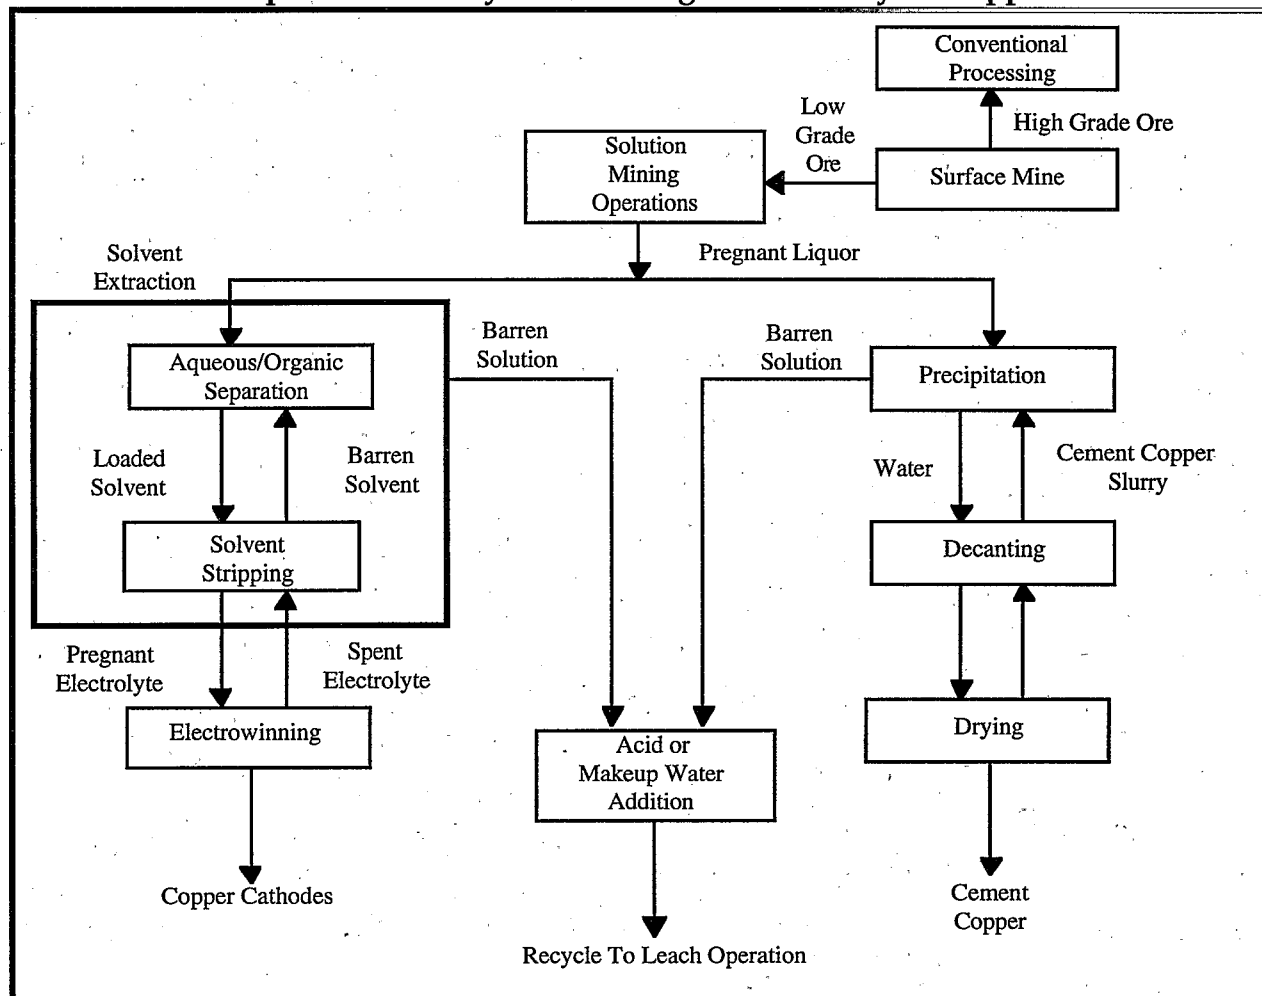 Conventional
Processing
High Grade Ore
Low
Grade
Ore
Surface Mine
Solution
Mining
Operations
Pregnant Liquor
Solvent
Extraction
Aqueous/Organic
Separation
Barren
Solution
Barren
Solution
Precipitation
Loaded
Solvent
Barren
Solvent
Water
Cement Copper
Slurry
Solvent
Stripping
Decanting
Pregnant
Electrolyte
Spent
Electrolyte
Electrowinning
Acid or
Makeup Water
Addition
Drying
Copper Cathodes
Cement
Copper
Recycle To Leach Operation